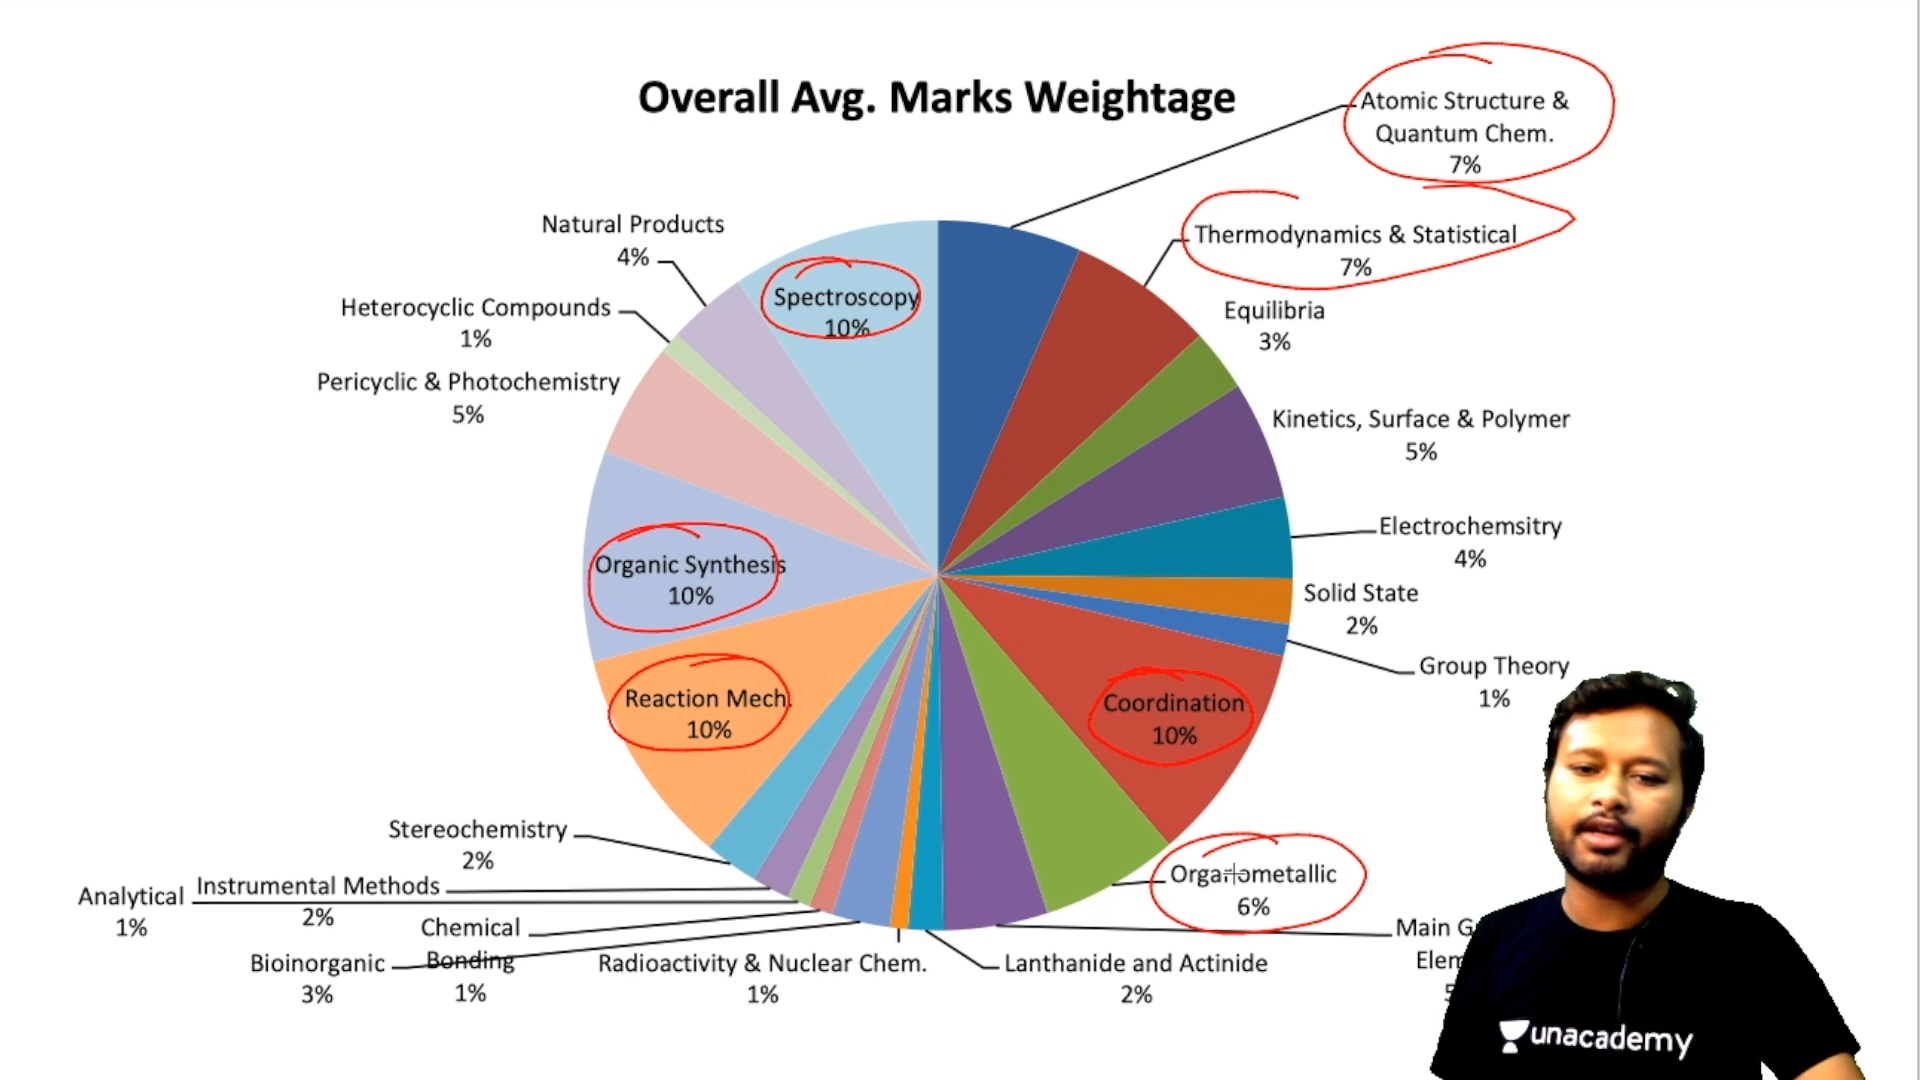 Overall Avg. Marks Weightage
Atomic Structure &
Quantum Chem.
7%
Thermodynamics & Statistical
7%
Equilibria
3%
Kinetics, Surface & Polymer
5%
Electrochemsitry
4%
Solid State
2%
Group Theory
1%
Coordination
10%
Organometallic
6%
Main
Lanthanide and Actinide
2%
Radioactivity & Nuclear Chem.
1%
Chemical
Bonding
1%
Bioinorganic
3%
Analytical
1%
Instrumental Methods
2%
Stereochemistry
2%
Reaction Mech.
10%
Organic Synthesis
10%
Pericyclic & Photochemistry
5%
Heterocyclic Compounds
1%
Natural Products
4%
Spectroscopy
10%
unacademy